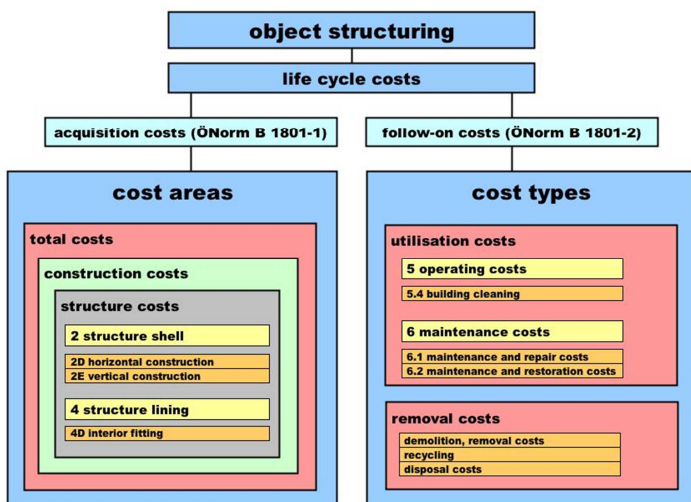 object structuring
life cycle costs
acquisition costs (ÖNorm B 1801-1)
follow-on costs (ÖNorm B 1801-2)
cost areas
total costs
construction costs
structure costs
2 structure shell
2D horizontal construction
2E vertical construction
4 structure lining
4D interior fitting
cost types
utilisation costs
5 operating costs
5.4 building cleaning
6 maintenance costs
6.1 maintenance and repair costs
6.2 maintenance and restoration costs
removal costs
demolition, removal costs
recycling
disposal costs